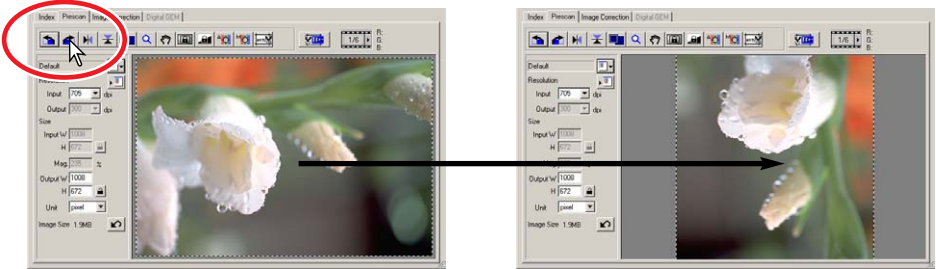 Index Prescan Image Correction Digital GEM
1/6
R:
G:
B:
Default
Resolution
Input 705 dpi
Output 300 dpi
Size
Input W 1008
H 672
Mag. 235 %
Output W 1008
H 672
Unit pixel
Image Size 1.9MB
Index Prescan Image Correction Digital GEM
1/6
R:
G:
B:
Default
Resolution
Input 705 dpi
Output 300 dpi
Size
Input W 1008
H 672
%
Output W 1008
H 672
Unit pixel
Image Size 1.9MB